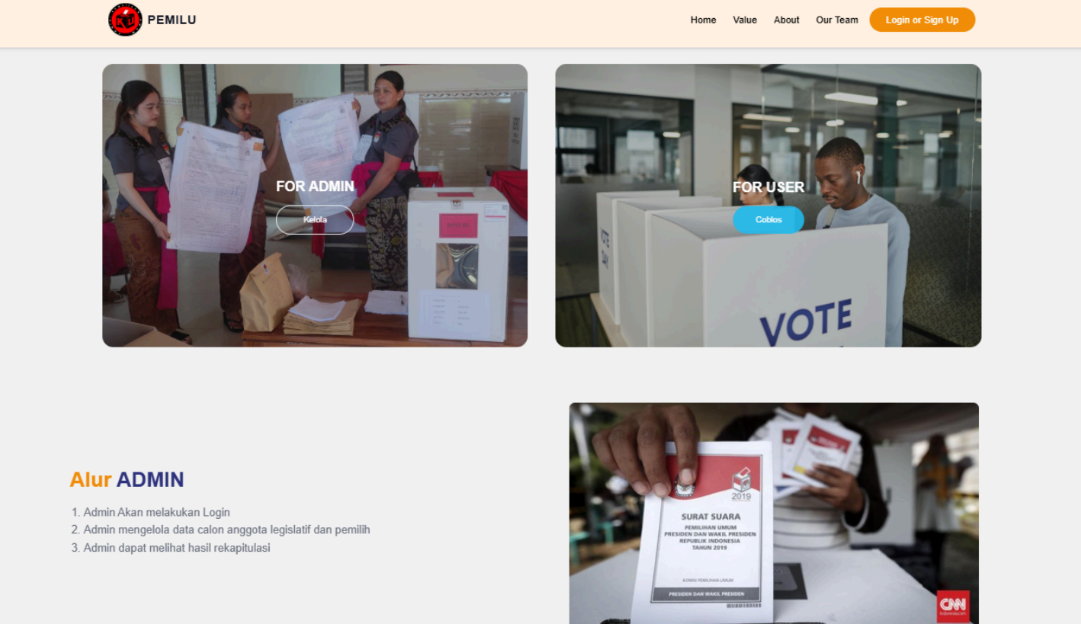 PEMILU
Home Value About Our Team Login or Sign Up
FOR ADMIN
Kelola
FOR USER
Coblos
VOTE
Alur ADMIN
1. Admin Akan melakukan Login
2. Admin mengelola data calon anggota legislatif dan pemilih
3. Admin dapat melihat hasil rekapitulasi
2019
SURAT SUARA
PEMILIHAN UMUM
PRESIDEN DAN WAKIL PRESIDEN
REPUBLIK INDONESIA
TAHUN 2019
KOMISI PEMILIHAN UMUM
PRESIDEN DAN WAKIL PRESIDEN
CNN